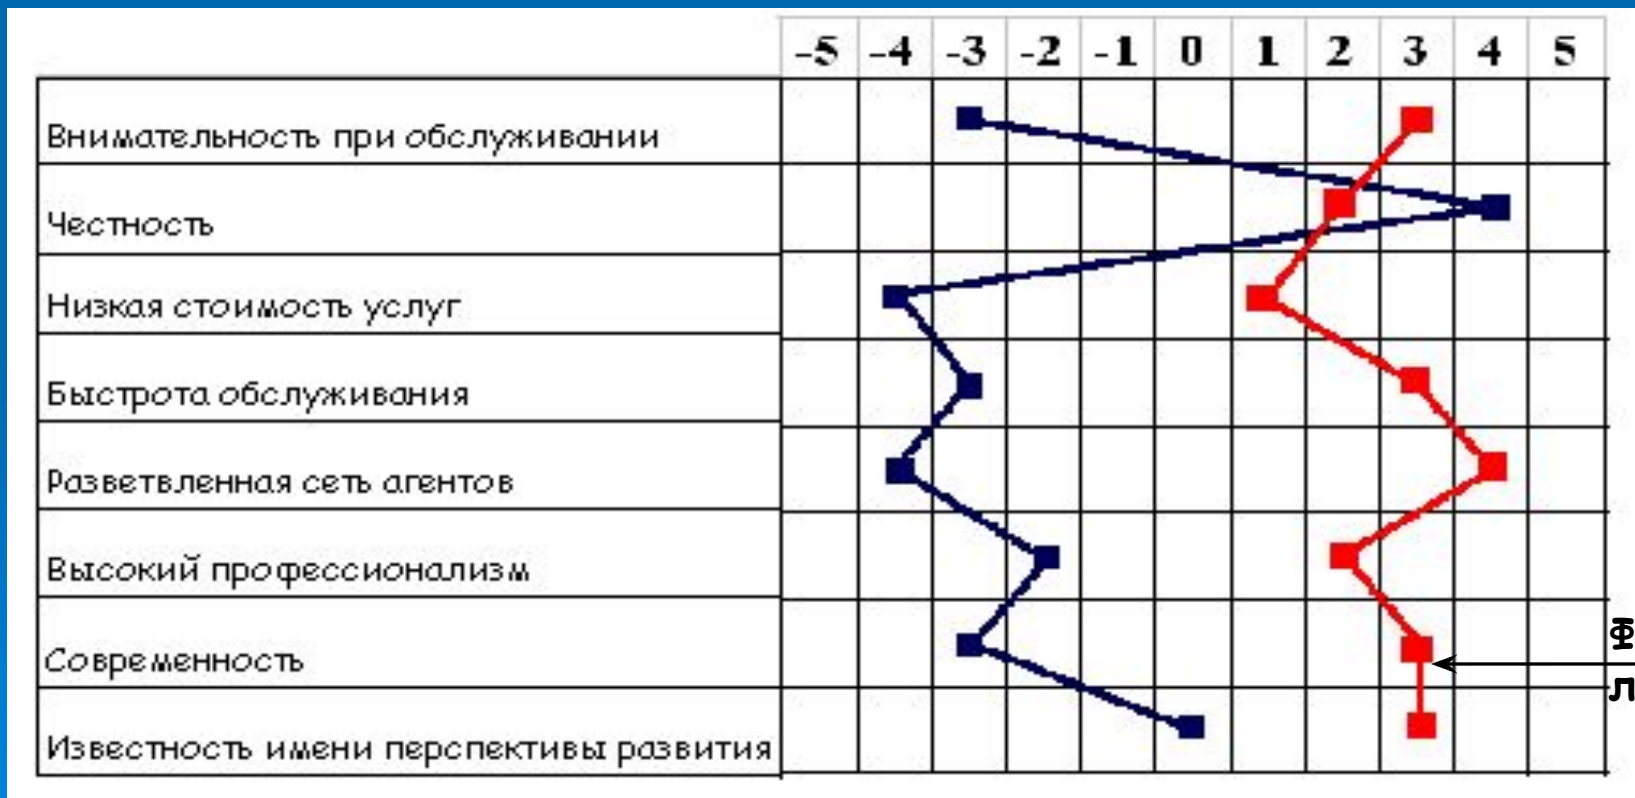 -5 -4 -3 -2 -1 0 1 2 3 4 5
Внимательность при обслуживании
Честность
Низкая стоимость услуг
Быстрота обслуживания
Разветвленная сеть агентов
Высокий профессионализм
Современность
Известность имени перспективы развития